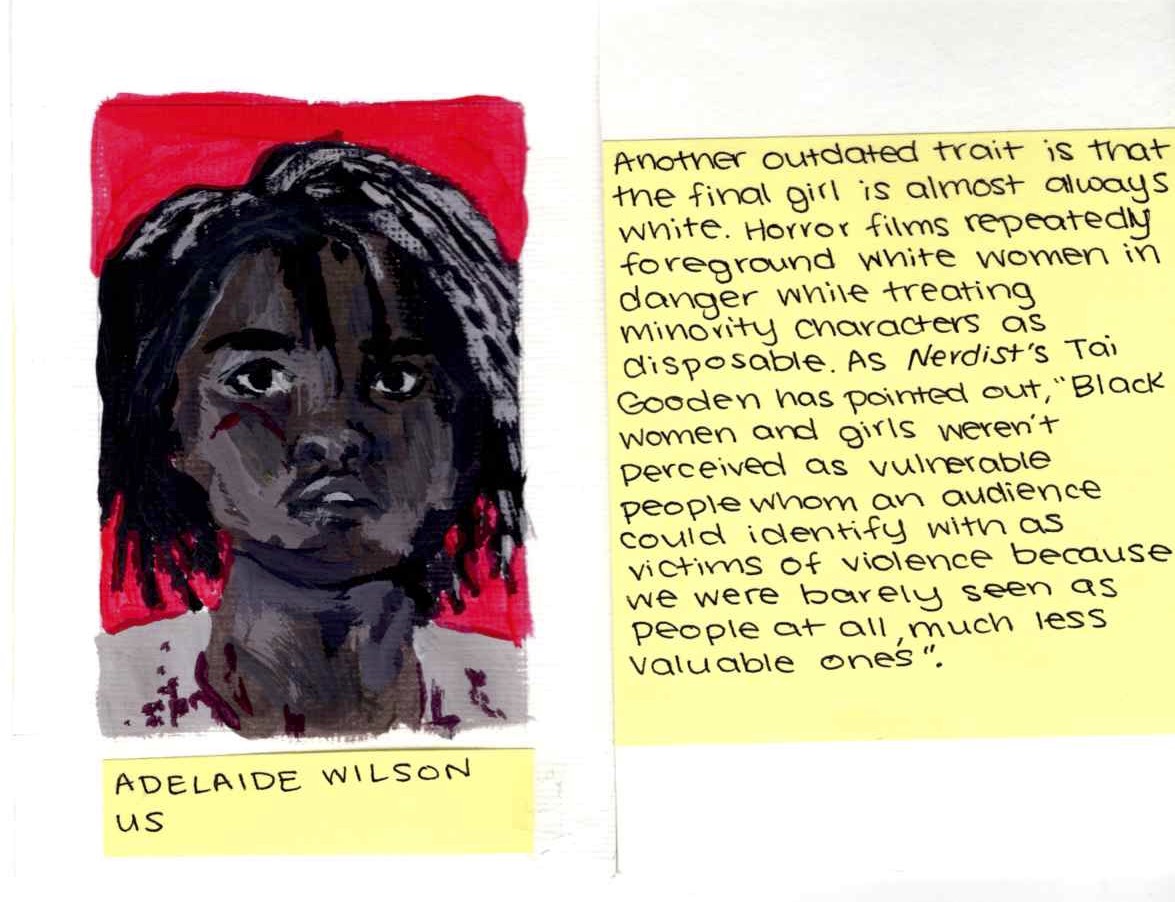 ADELAIDE WILSON
US
Another outdated trait is that
the final girl is almost always
white. Horror films repeatedly
foreground white women in
danger while treating
minority characters as
disposable. As Nerdist's Tai
Gooden has pointed out, "Black
women and girls weren't
perceived as vulnerable
people whom an audience
could identify with as
victims of violence because
we were barely seen as
people at all, much less
valuable ones".